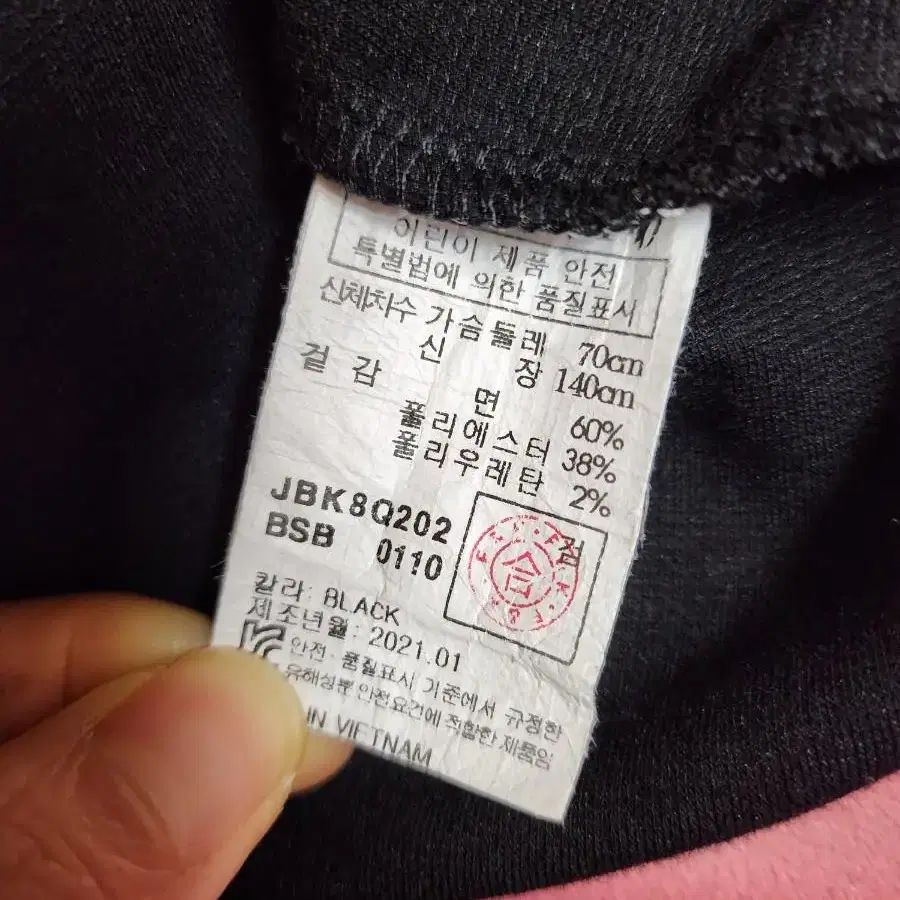 어린이 제품 안전
특별법에 의한 품질표시
신체치수 가슴둘레 70cm
신 장 140cm
겉 감 면 60%
폴리에스터 38%
폴리우레탄 2%
JBK8Q202
BSB 0110
검
合
칼라: BLACK
제조년월: 2021.01
안전·품질표시 기준에서 규정한
유해성분 안전요건에 적합한 제품임
IN VIETNAM